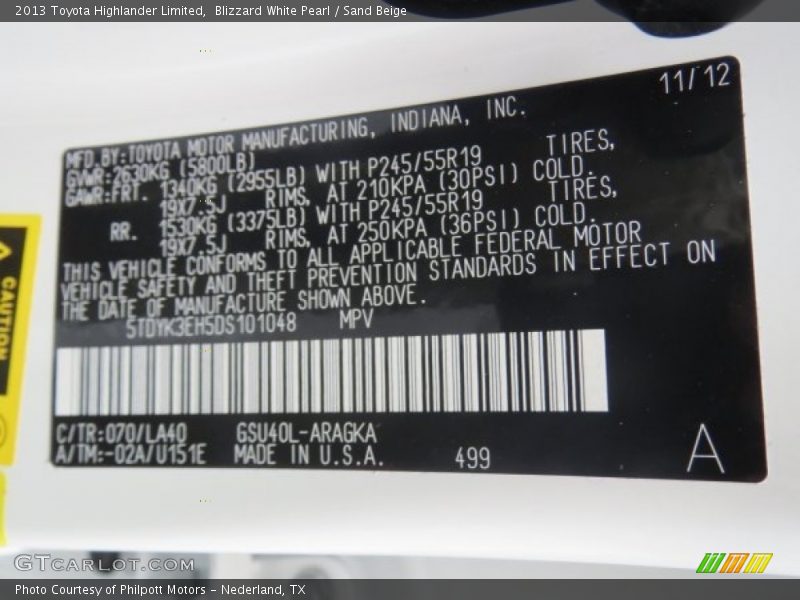 2013 Toyota Highlander Limited,  Blizzard White Pearl / Sand Beige
11/12
MFD.BY:TOYOTA MOTOR MANUFACTURING, INDIANA, INC.
GVWR:2630KG (5800LB)
GAWR:FRT. 1340KG (2955LB) WITH P245/55R19 TIRES,
19X7.5J RIMS, AT 210KPA (30PSI) COLD.
RR. 1530KG (3375LB) WITH P245/55R19 TIRES,
19X7.5J RIMS, AT 250KPA (36PSI) COLD.
THIS VEHICLE CONFORMS TO ALL APPLICABLE FEDERAL MOTOR
VEHICLE SAFETY AND THEFT PREVENTION STANDARDS IN EFFECT ON
THE DATE OF MANUFACTURE SHOWN ABOVE.
5TDYK3EH5DS101048 MPV
C/TR:070/LA40 GSU40L-ARAGKA
A/TM:-02A/U151E MADE IN U.S.A. 499
A
CAUTION
GTCARLOT.COM
Photo Courtesy of Philpott Motors - Nederland, TX